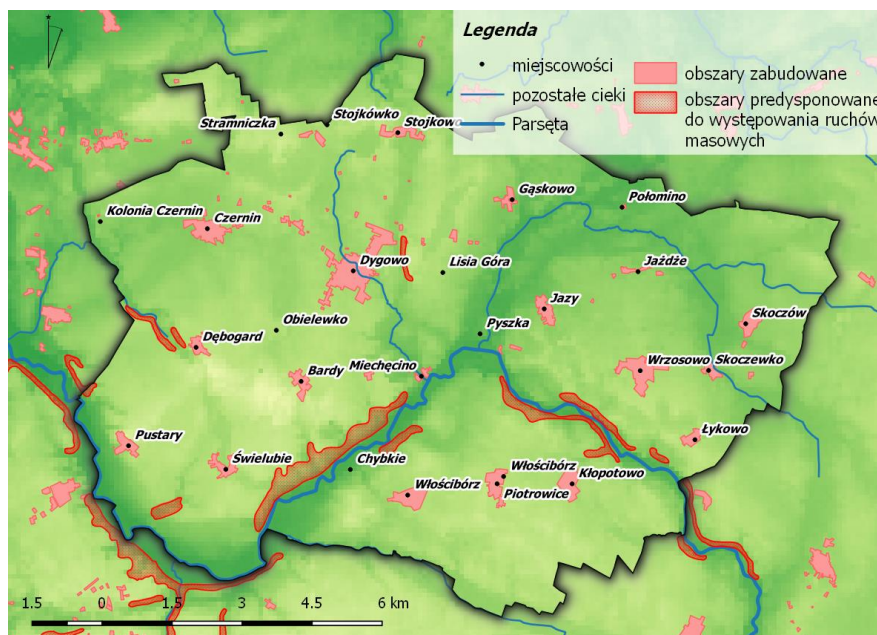 Legenda
miejscowości
pozostałe cieki
Parsęta
obszary zabudowane
obszary predysponowane
do występowania ruchów
masowych
Stramniczka
Stojkówko
Stojkowo
Gąskowo
Połomino
Kolonia Czernin
Czernin
Dygowo
Lisia Góra
Jażdże
Jazy
Skoczów
Obielewko
Pyszka
Dębogard
Bardy
Miechęcino
Wrzosowo
Skoczewko
Pustary
Świelubie
Chybkie
Łykowo
Włościbórz
Włościbórz
Piotrowice
Kłopotowo
1.5 0 1.5 3 4.5 6 km